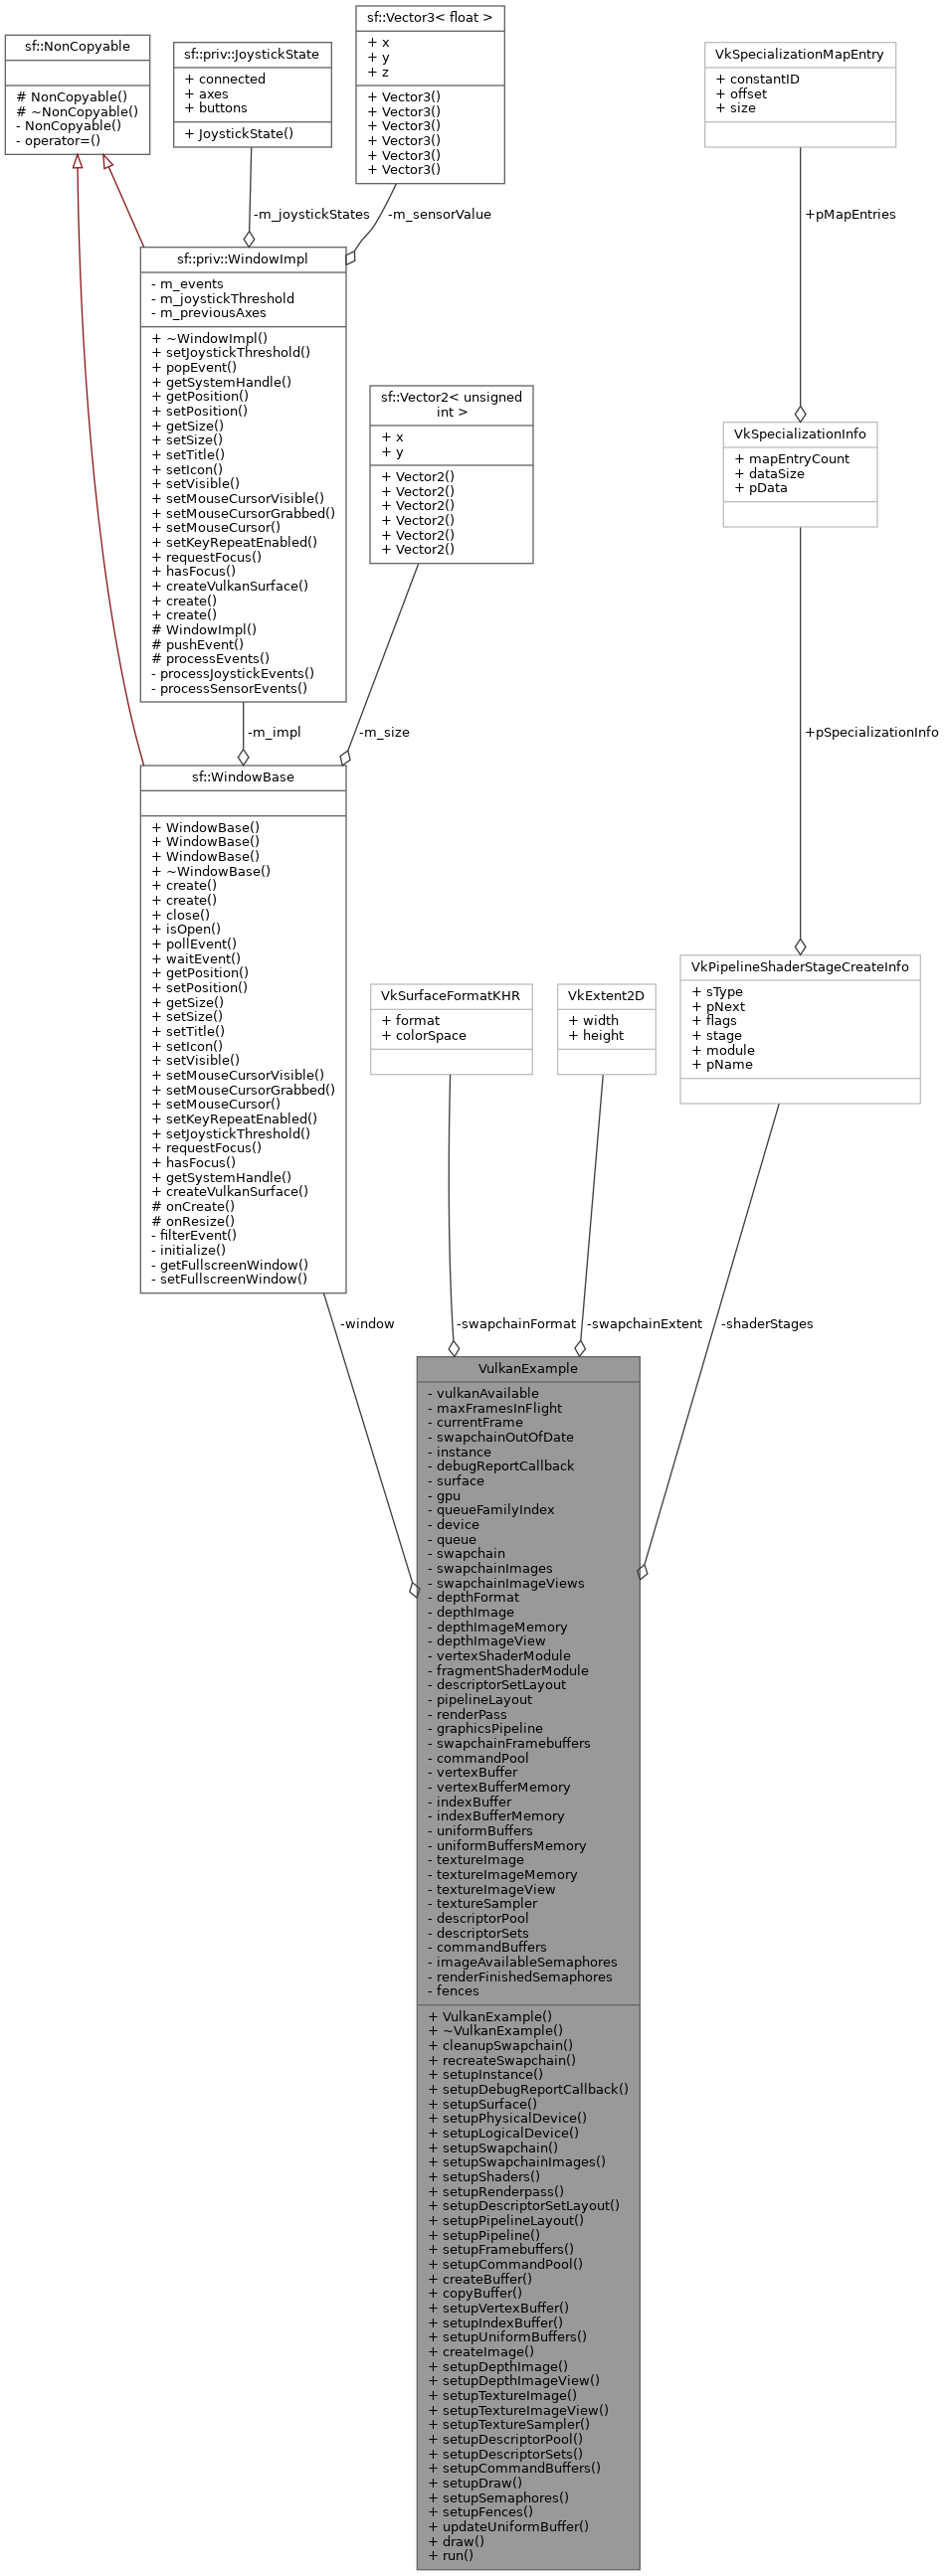 sf::NonCopyable
# NonCopyable()
# ~NonCopyable()
- NonCopyable()
- operator=()
sf::priv::JoystickState
+ connected
+ axes
+ buttons
+ JoystickState()
sf::Vector3< float >
+ x
+ y
+ z
+ Vector3()
+ Vector3()
+ Vector3()
+ Vector3()
+ Vector3()
+ Vector3()
VkSpecializationMapEntry
+ constantID
+ offset
+ size
-m_joystickStates
-m_sensorValue
+pMapEntries
sf::priv::WindowImpl
- m_events
- m_joystickThreshold
- m_previousAxes
+ ~WindowImpl()
+ setJoystickThreshold()
+ popEvent()
+ getSystemHandle()
+ getPosition()
+ setPosition()
+ getSize()
+ setSize()
+ setTitle()
+ setIcon()
+ setVisible()
+ setMouseCursorVisible()
+ setMouseCursorGrabbed()
+ setMouseCursor()
+ setKeyRepeatEnabled()
+ requestFocus()
+ hasFocus()
+ createVulkanSurface()
+ create()
+ create()
# WindowImpl()
# pushEvent()
# processEvents()
- processJoystickEvents()
- processSensorEvents()
sf::Vector2< unsigned
int >
+ x
+ y
+ Vector2()
+ Vector2()
+ Vector2()
+ Vector2()
+ Vector2()
+ Vector2()
VkSpecializationInfo
+ mapEntryCount
+ dataSize
+ pData
-m_impl
-m_size
+pSpecializationInfo
sf::WindowBase
+ WindowBase()
+ WindowBase()
+ WindowBase()
+ ~WindowBase()
+ create()
+ create()
+ close()
+ isOpen()
+ pollEvent()
+ waitEvent()
+ getPosition()
+ setPosition()
+ getSize()
+ setSize()
+ setTitle()
+ setIcon()
+ setVisible()
+ setMouseCursorVisible()
+ setMouseCursorGrabbed()
+ setMouseCursor()
+ setKeyRepeatEnabled()
+ setJoystickThreshold()
+ requestFocus()
+ hasFocus()
+ getSystemHandle()
+ createVulkanSurface()
# onCreate()
# onResize()
- filterEvent()
- initialize()
- getFullscreenWindow()
- setFullscreenWindow()
VkSurfaceFormatKHR
+ format
+ colorSpace
VkExtent2D
+ width
+ height
VkPipelineShaderStageCreateInfo
+ sType
+ pNext
+ flags
+ stage
+ module
+ pName
-window
-swapchainFormat
-swapchainExtent
-shaderStages
VulkanExample
- vulkanAvailable
- maxFramesInFlight
- currentFrame
- swapchainOutOfDate
- instance
- debugReportCallback
- surface
- gpu
- queueFamilyIndex
- device
- queue
- swapchain
- swapchainImages
- swapchainImageViews
- depthFormat
- depthImage
- depthImageMemory
- depthImageView
- vertexShaderModule
- fragmentShaderModule
- descriptorSetLayout
- pipelineLayout
- renderPass
- graphicsPipeline
- swapchainFramebuffers
- commandPool
- vertexBuffer
- vertexBufferMemory
- indexBuffer
- indexBufferMemory
- uniformBuffers
- uniformBuffersMemory
- textureImage
- textureImageMemory
- textureImageView
- textureSampler
- descriptorPool
- descriptorSets
- commandBuffers
- imageAvailableSemaphores
- renderFinishedSemaphores
- fences
+ VulkanExample()
+ ~VulkanExample()
+ cleanupSwapchain()
+ recreateSwapchain()
+ setupInstance()
+ setupDebugReportCallback()
+ setupSurface()
+ setupPhysicalDevice()
+ setupLogicalDevice()
+ setupSwapchain()
+ setupSwapchainImages()
+ setupShaders()
+ setupRenderpass()
+ setupDescriptorSetLayout()
+ setupPipelineLayout()
+ setupPipeline()
+ setupFramebuffers()
+ setupCommandPool()
+ createBuffer()
+ copyBuffer()
+ setupVertexBuffer()
+ setupIndexBuffer()
+ setupUniformBuffers()
+ createImage()
+ setupDepthImage()
+ setupDepthImageView()
+ setupTextureImage()
+ setupTextureImageView()
+ setupTextureSampler()
+ setupDescriptorPool()
+ setupDescriptorSets()
+ setupCommandBuffers()
+ setupDraw()
+ setupSemaphores()
+ setupFences()
+ updateUniformBuffer()
+ draw()
+ run()